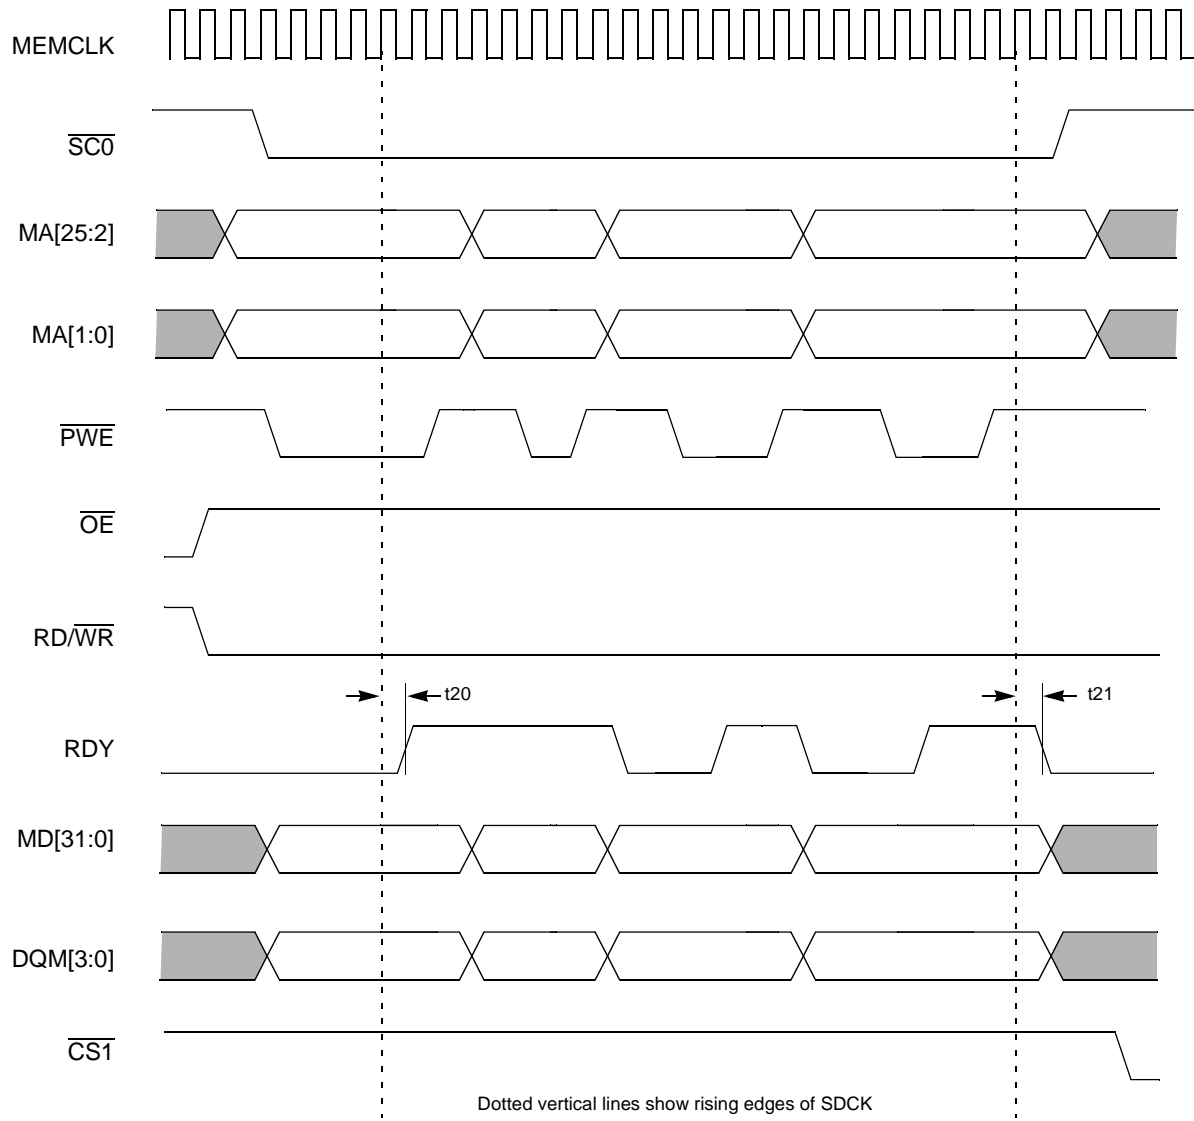 MEMCLK
SC0
MA[25:2]
MA[1:0]
PWE
OE
RD/WR
t20
t21
RDY
MD[31:0]
DQM[3:0]
CS1
Dotted vertical lines show rising edges of SDCK